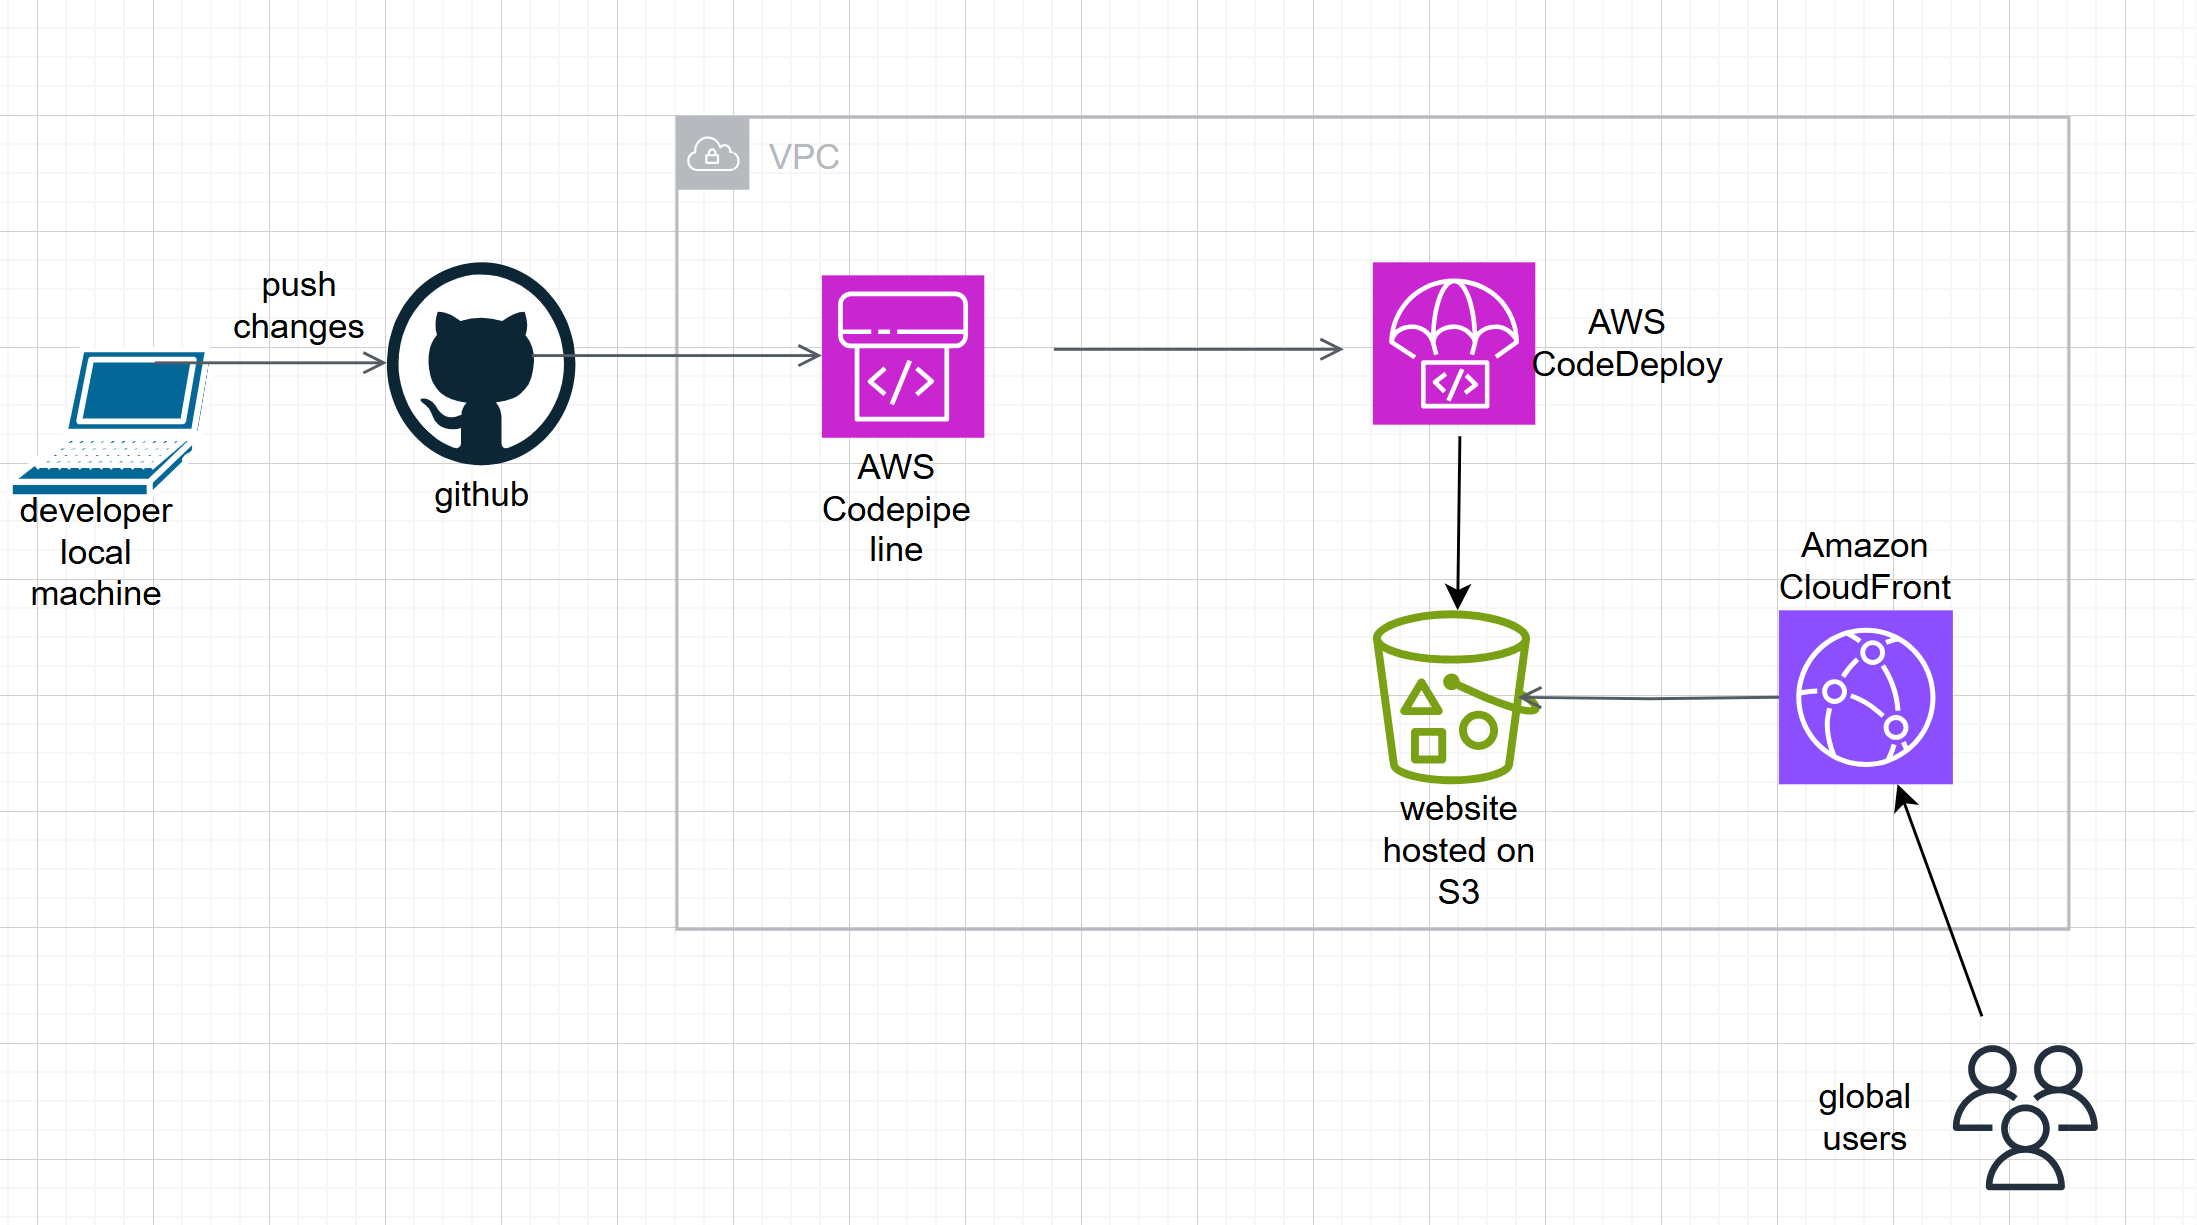 VPC
push
changes
github
developer
local
machine
AWS
Codepipe
line
AWS
CodeDeploy
Amazon
CloudFront
website
hosted on
S3
global
users